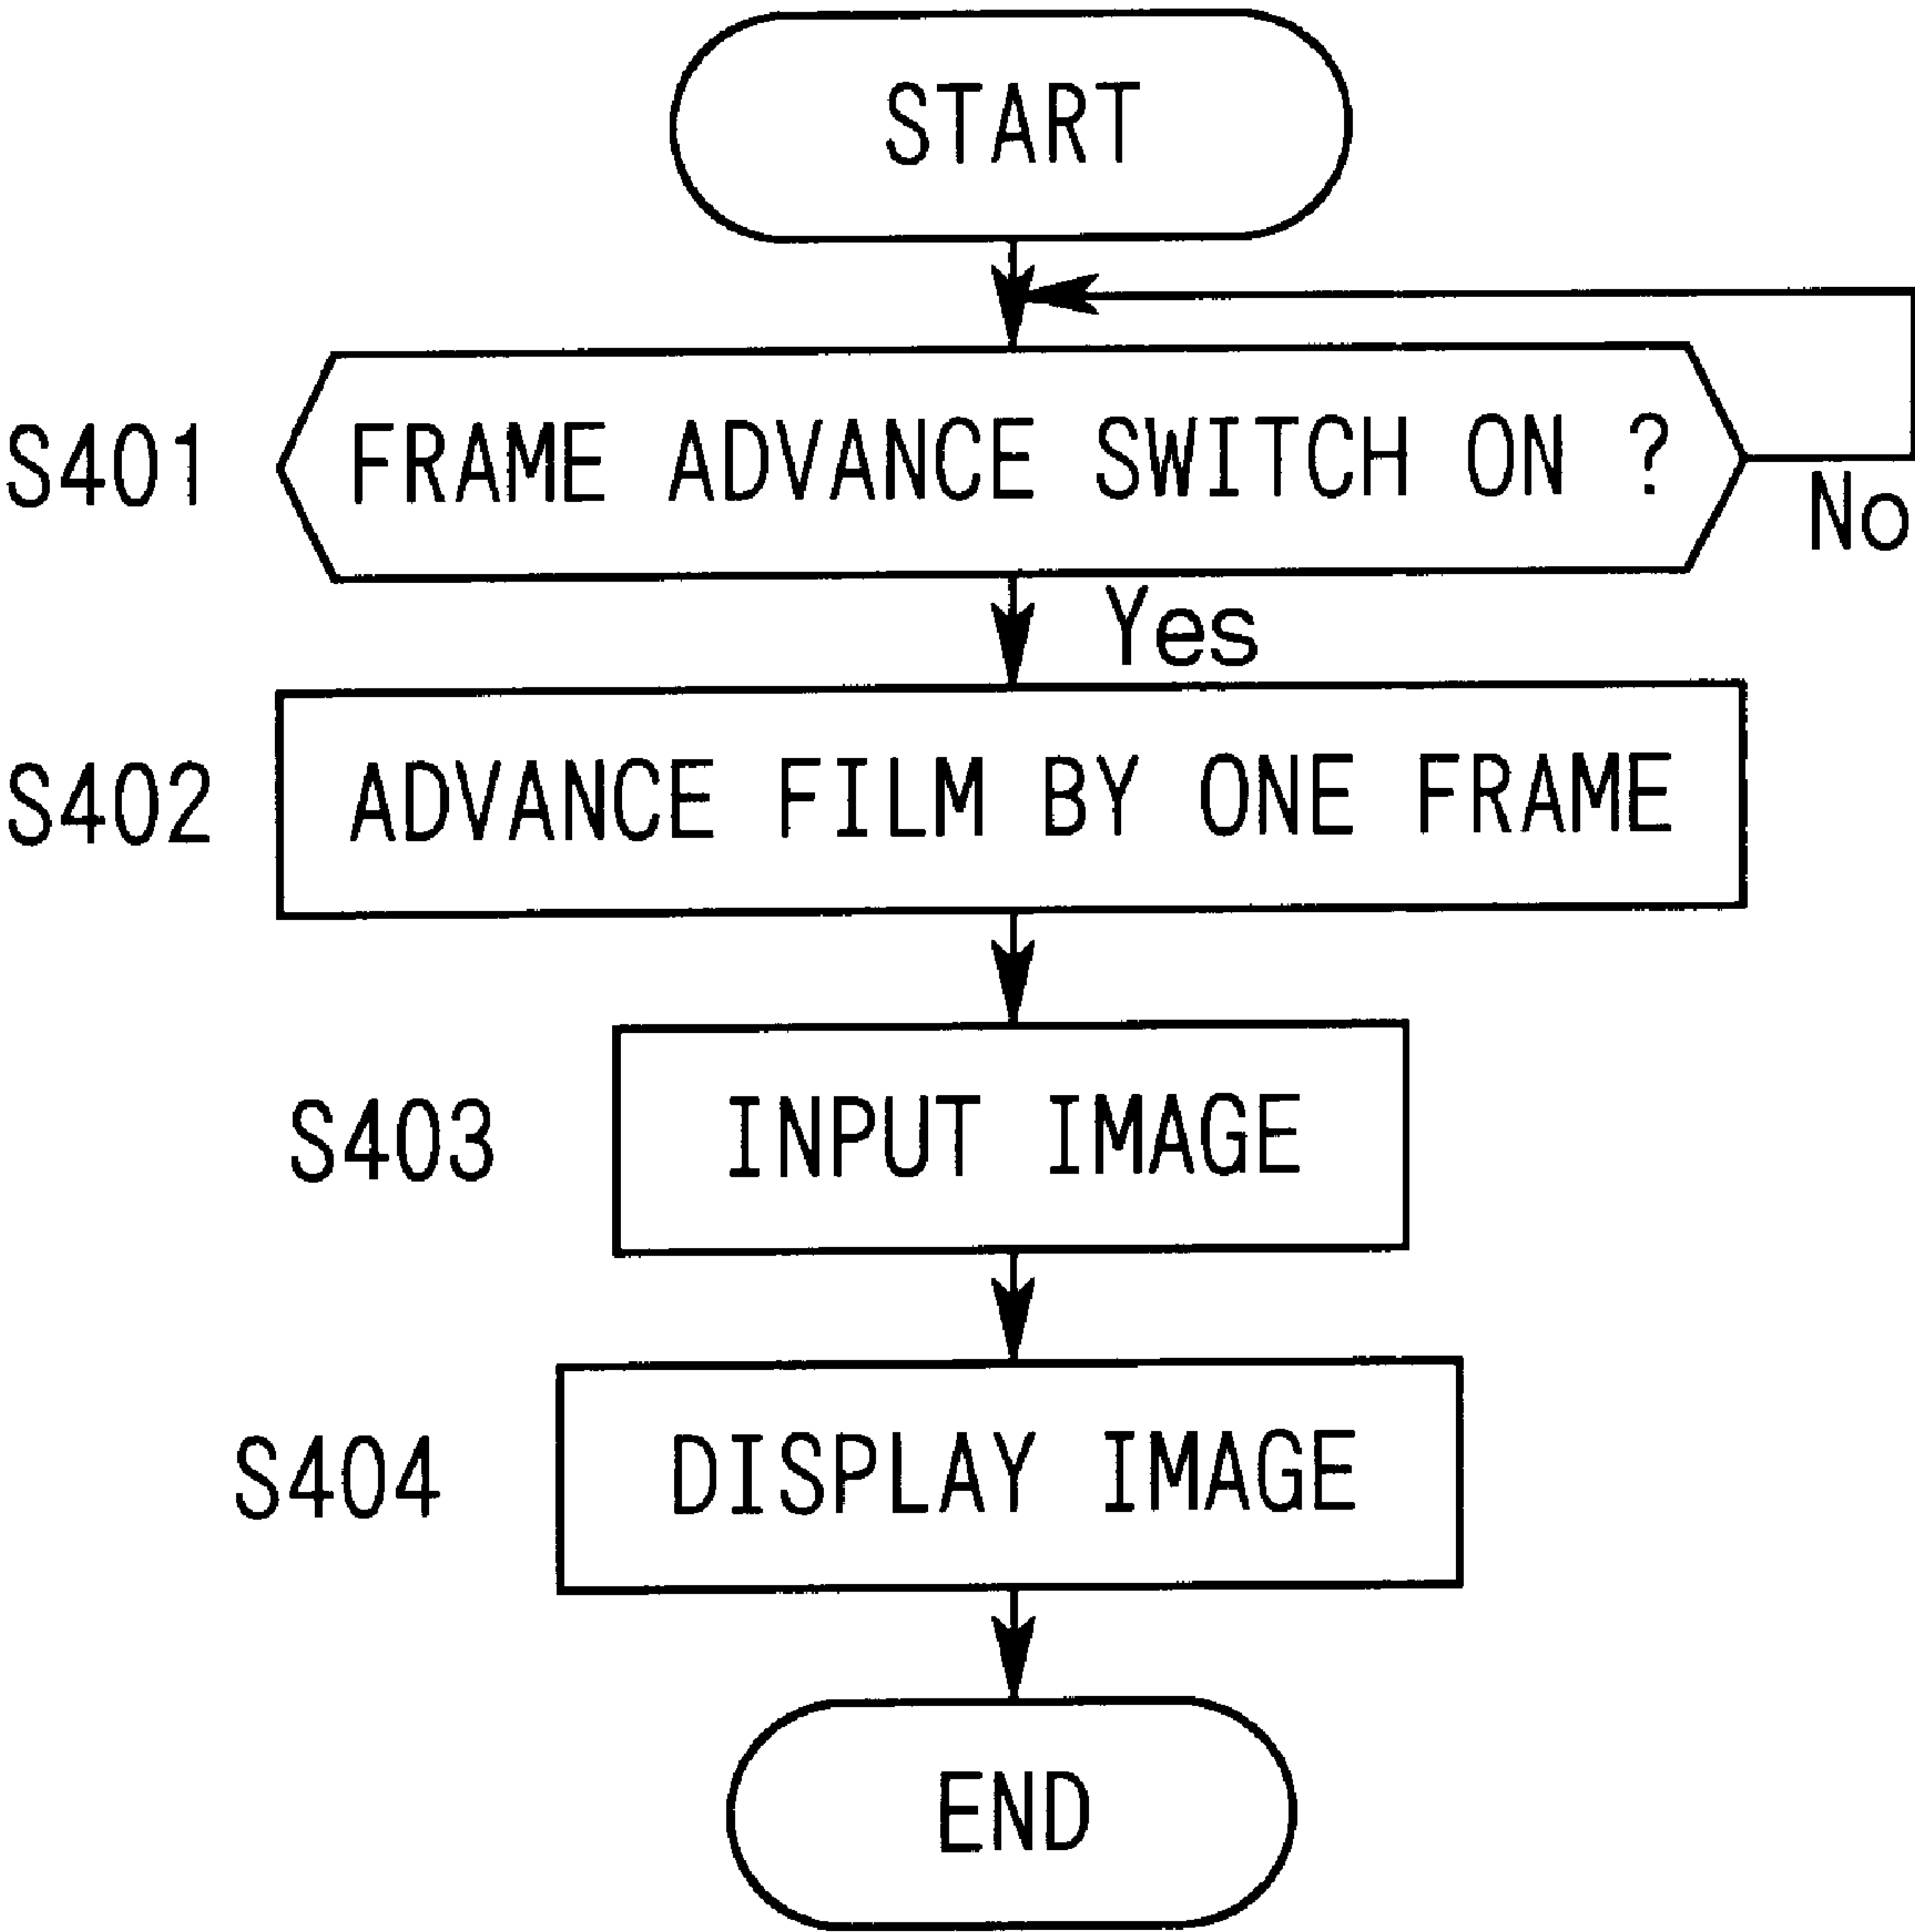 START
S401 FRAME ADVANCE SWITCH ON ?
No
Yes
S402 ADVANCE FILM BY ONE FRAME
S403 INPUT IMAGE
S404 DISPLAY IMAGE
END